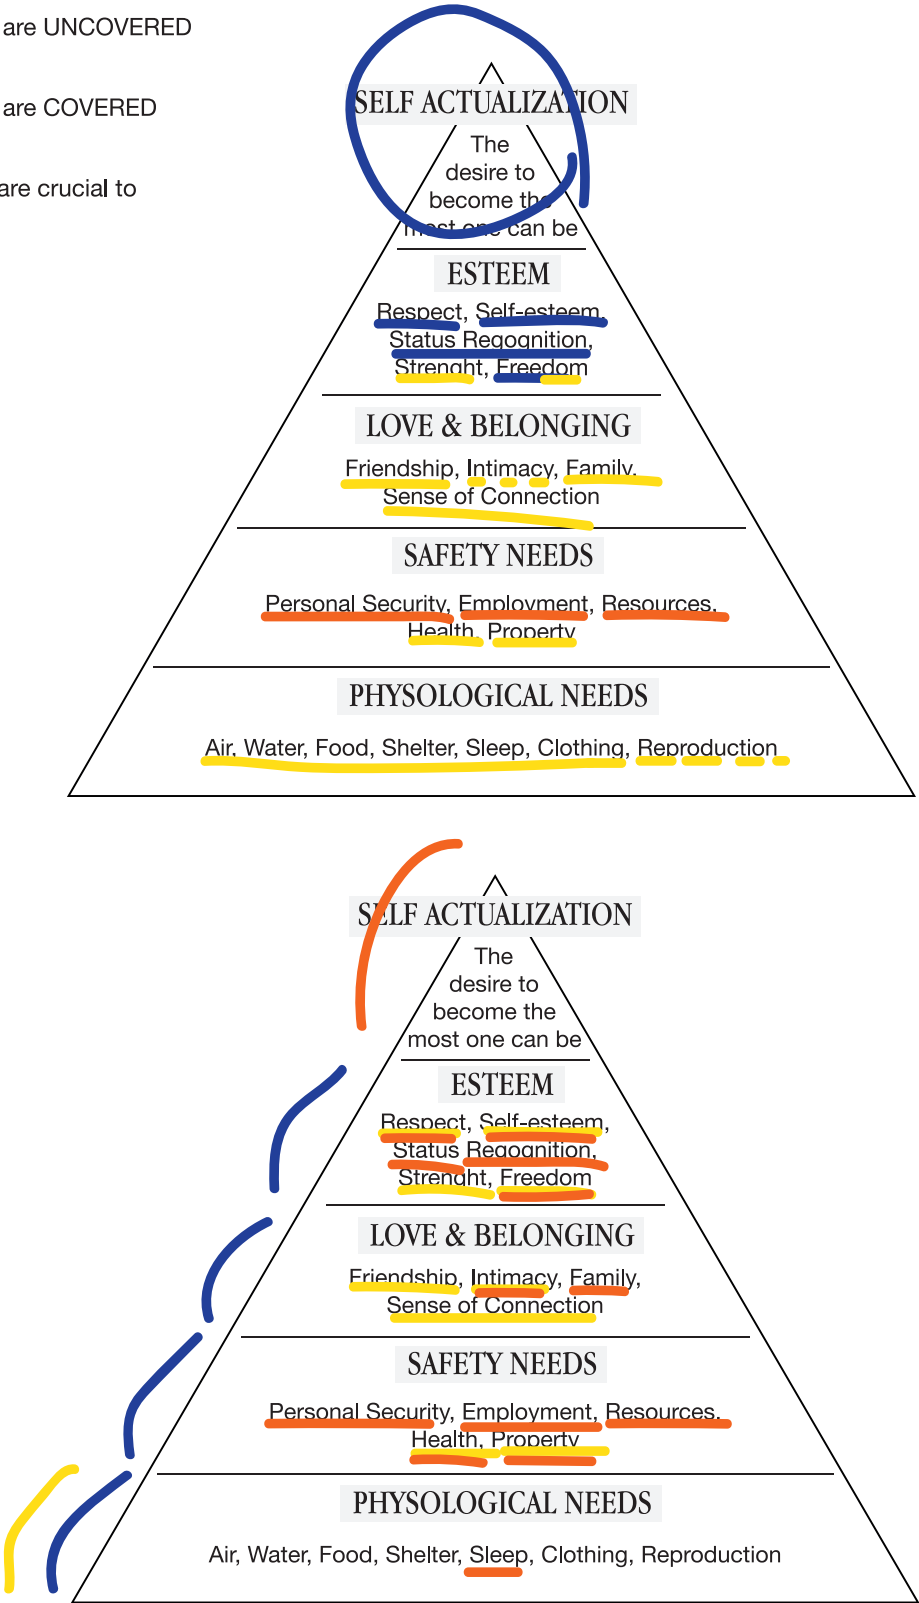 are UNCOVERED
are COVERED
are crucial to
SELF ACTUALIZATION
The
desire to
become the
most one can be
ESTEEM
Respect, Self-esteem,
Status Regognition,
Strenght, Freedom
LOVE & BELONGING
Friendship, Intimacy, Family,
Sense of Connection
SAFETY NEEDS
Personal Security, Employment, Resources,
Health, Property
PHYSOLOGICAL NEEDS
Air, Water, Food, Shelter, Sleep, Clothing, Reproduction
SELF ACTUALIZATION
The
desire to
become the
most one can be
ESTEEM
Respect, Self-esteem,
Status Regognition,
Strenght, Freedom
LOVE & BELONGING
Friendship, Intimacy, Family,
Sense of Connection
SAFETY NEEDS
Personal Security, Employment, Resources,
Health, Property
PHYSOLOGICAL NEEDS
Air, Water, Food, Shelter, Sleep, Clothing, Reproduction